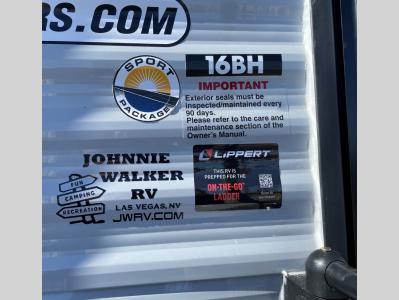 RS.COM
SPORT
PACKAGE
16BH
IMPORTANT
Exterior seals must be
inspected/maintained every
90 days.
Please refer to the care and
maintenance section of the
Owner's Manual.
LIPPERT
THIS RV IS
PREPPED FOR THE
ON-THE-GO
LADDER
JOHNNIE
WALKER
RV
LAS VEGAS, NV
JWRV.COM
FUN
CAMPING
RECREATION